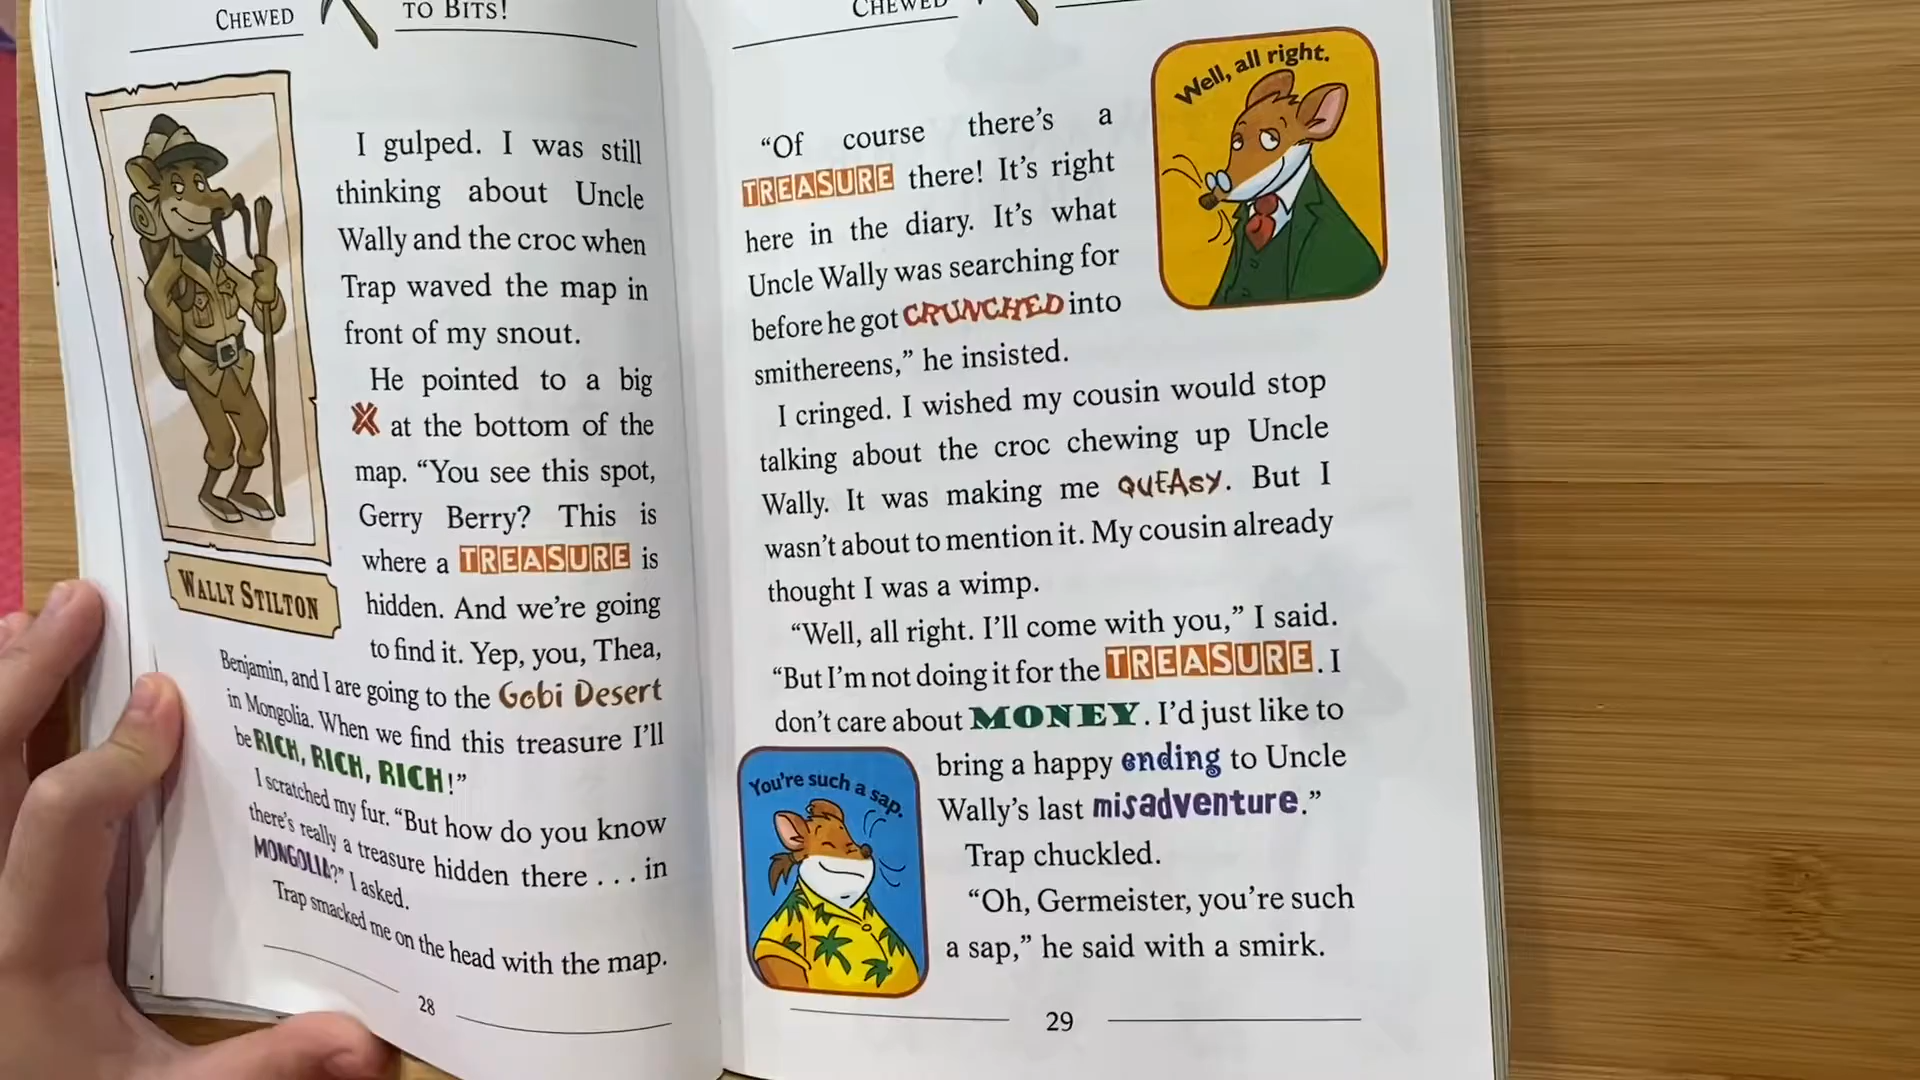 CHEWED TO BITS!
I gulped. I was still
thinking about Uncle
Wally and the croc when
Trap waved the map in
front of my snout.
He pointed to a big
X at the bottom of the
map. “You see this spot,
Gerry Berry? This is
where a TREASURE is
hidden. And we’re going
to find it. Yep, you, Thea,
Benjamin, and I are going to the Gobi Desert
in Mongolia. When we find this treasure I’ll
be RICH, RICH, RICH!”
I scratched my fur. “But how do you know
there’s really a treasure hidden there . . . in
MONGOLIA?” I asked.
Trap smacked me on the head with the map.
WALLY STILTON
28
CHEWED
“Of course there’s a
TREASURE there! It’s right
here in the diary. It’s what
Uncle Wally was searching for
before he got CRUNCHED into
smithereens,” he insisted.
I cringed. I wished my cousin would stop
talking about the croc chewing up Uncle
Wally. It was making me QUEASY. But I
wasn’t about to mention it. My cousin already
thought I was a wimp.
“Well, all right. I’ll come with you,” I said.
“But I’m not doing it for the TREASURE. I
don’t care about MONEY. I’d just like to
bring a happy ending to Uncle
Wally’s last misadventure.”
Trap chuckled.
“Oh, Germeister, you’re such
a sap,” he said with a smirk.
Well, all right.
You’re such a sap.
29